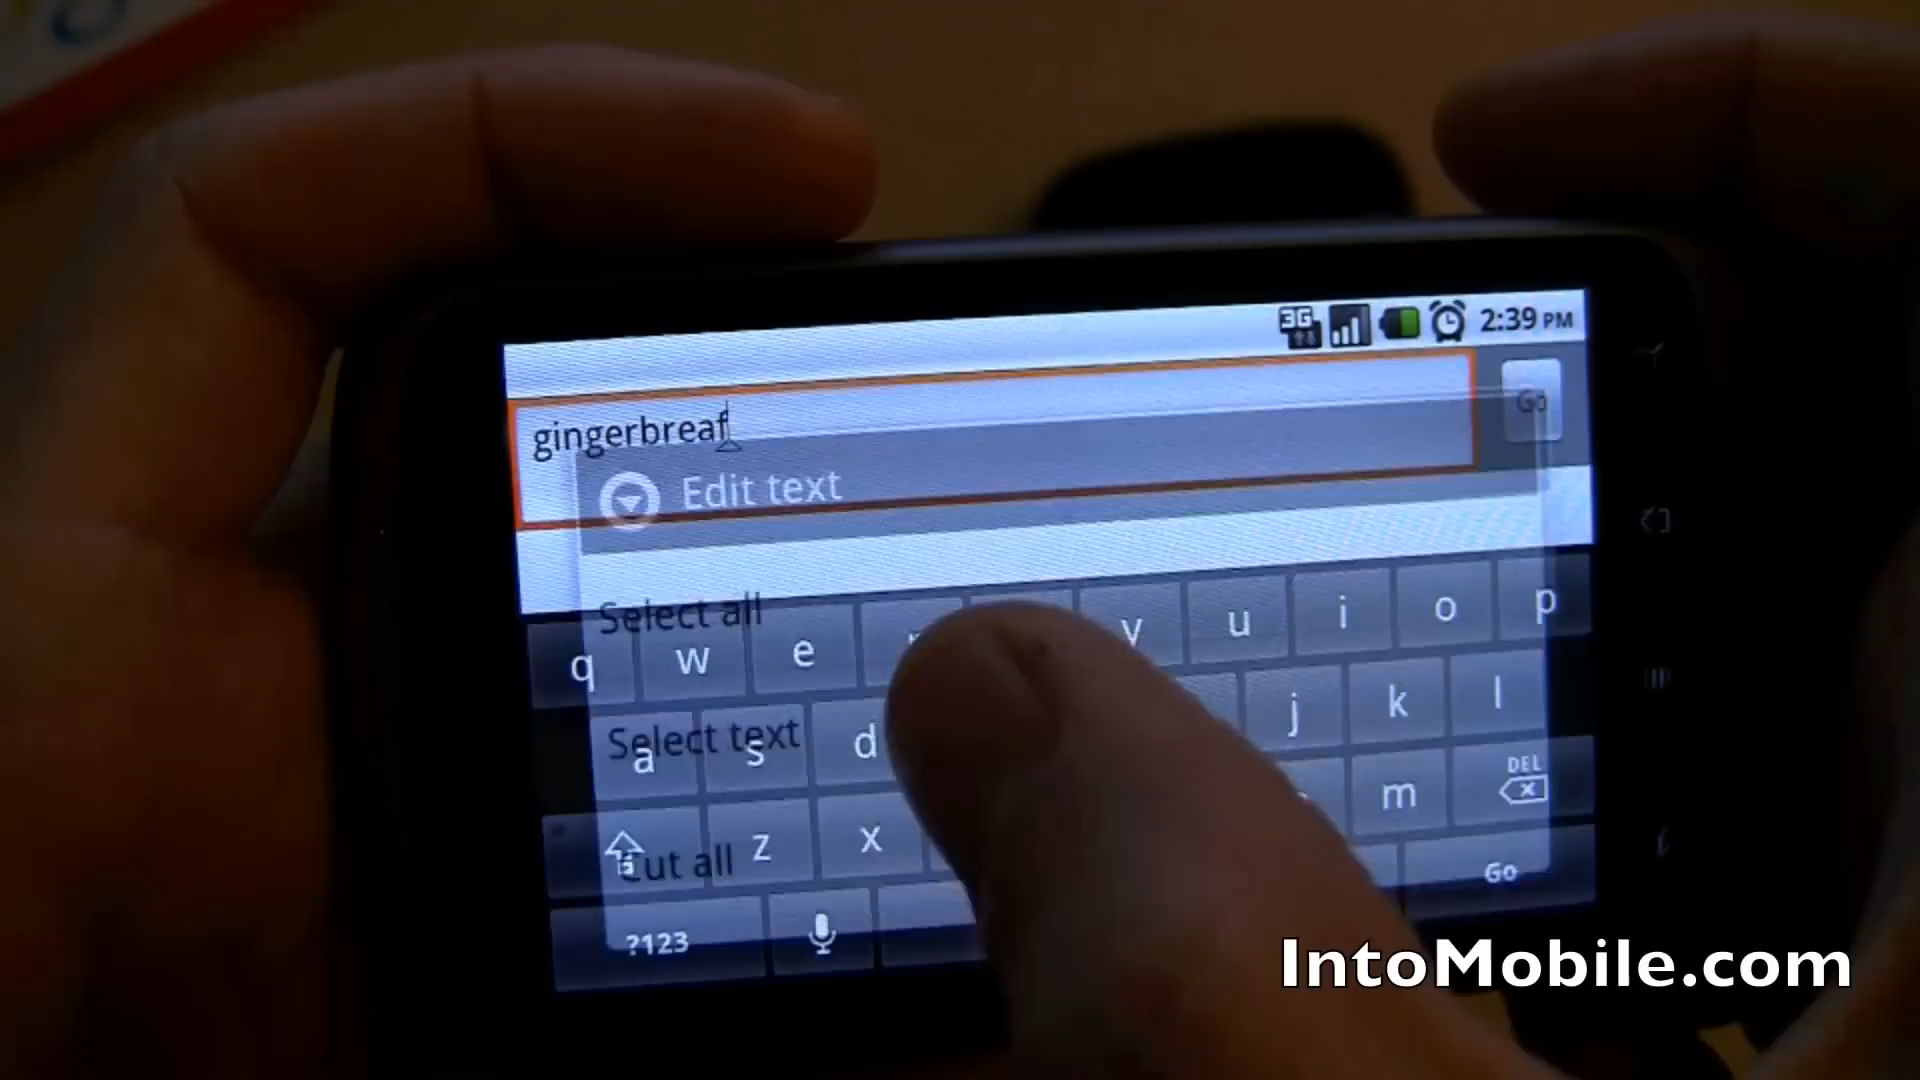 3G 2:39 PM
gingerbreaf Go
Edit text
Select all
q w e y u i o p
Select text
a s d j k l
DEL
z x m
Cut all
?123 Go
IntoMobile.com